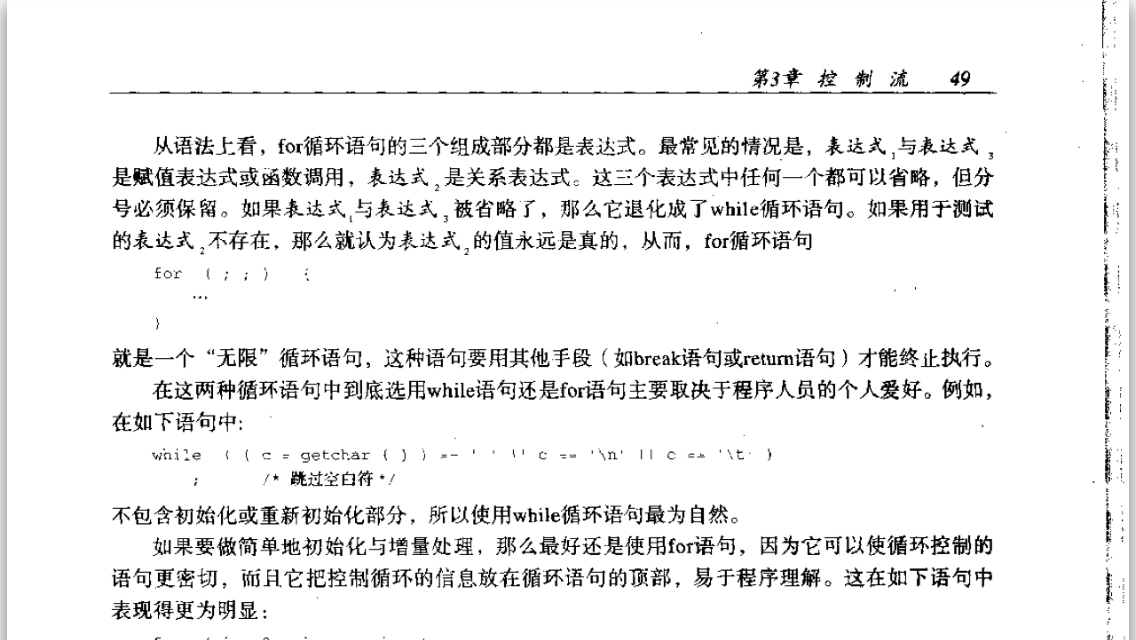 第3章 控 制 流 49
从语法上看，for循环语句的三个组成部分都是表达式。最常见的情况是，表达式1与表达式3
是赋值表达式或函数调用，表达式2是关系表达式。这三个表达式中任何一个都可以省略，但分
号必须保留。如果表达式1与表达式3被省略了，那么它退化成了while循环语句。如果用于测试
的表达式2不存在，那么就认为表达式2的值永远是真的，从而，for循环语句
for (;;) {
...
}
就是一个“无限”循环语句，这种语句要用其他手段（如break语句或return语句）才能终止执行。
在这两种循环语句中到底选用while语句还是for语句主要取决于程序人员的个人爱好。例如，
在如下语句中：
while ( ( c = getchar ( ) ) == ' ' || c == '\n' || c == '\t' )
; /* 跳过空白符 */
不包含初始化或重新初始化部分，所以使用while循环语句最为自然。
如果要做简单地初始化与增量处理，那么最好还是使用for语句，因为它可以使循环控制的
语句更密切，而且它把控制循环的信息放在循环语句的顶部，易于程序理解。这在如下语句中
表现得更为明显：